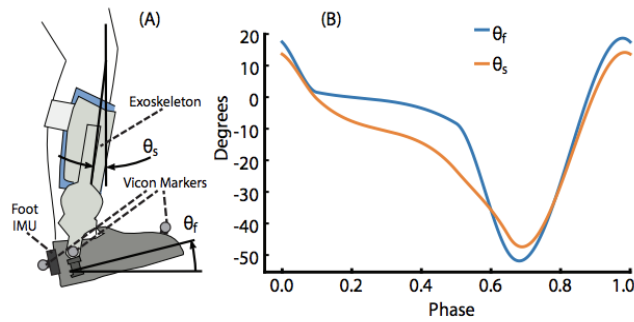 (A)
Exoskeleton
θs
Vicon Markers
Foot
IMU
θf
(B)
θf
θs
Degrees
20
10
0
-10
-20
-30
-40
-50
0.0 0.2 0.4 0.6 0.8 1.0
Phase